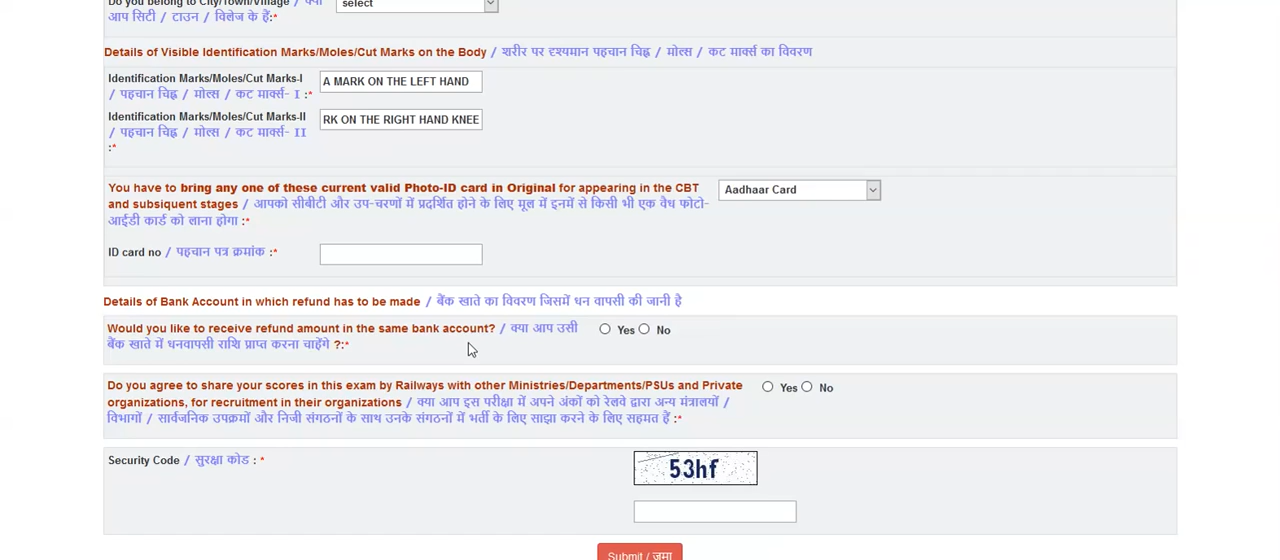 Do you belong to City/Town/Village / क्या
आप सिटी / टाउन / विलेज के हैं:*
select
Details of Visible Identification Marks/Moles/Cut Marks on the Body / शरीर पर दृश्यमान पहचान चिह्न / मोल्स / कट मार्क्स का विवरण
Identification Marks/Moles/Cut Marks-I
/ पहचान चिह्न / मोल्स / कट मार्क्स- I :*
A MARK ON THE LEFT HAND
Identification Marks/Moles/Cut Marks-II
/ पहचान चिह्न / मोल्स / कट मार्क्स- II
:*
RK ON THE RIGHT HAND KNEE
You have to bring any one of these current valid Photo-ID card in Original for appearing in the CBT
and subsiquent stages / आपको सीबीटी और उप-चरणों में प्रदर्शित होने के लिए मूल में इनमें से किसी भी एक वैध फोटो-
आईडी कार्ड को लाना होगा :*
Aadhaar Card
ID card no / पहचान पत्र क्रमांक :*
Details of Bank Account in which refund has to be made / बैंक खाते का विवरण जिसमें धन वापसी की जानी है
Would you like to receive refund amount in the same bank account? / क्या आप उसी
बैंक खाते में धनवापसी राशि प्राप्त करना चाहेंगे ?:*
Yes No
Do you agree to share your scores in this exam by Railways with other Ministries/Departments/PSUs and Private
organizations, for recruitment in their organizations / क्या आप इस परीक्षा में अपने अंकों को रेलवे द्वारा अन्य मंत्रालयों /
विभागों / सार्वजनिक उपक्रमों और निजी संगठनों के साथ उनके संगठनों में भर्ती के लिए साझा करने के लिए सहमत हैं :*
Yes No
Security Code / सुरक्षा कोड : *
53hf
Submit / जमा